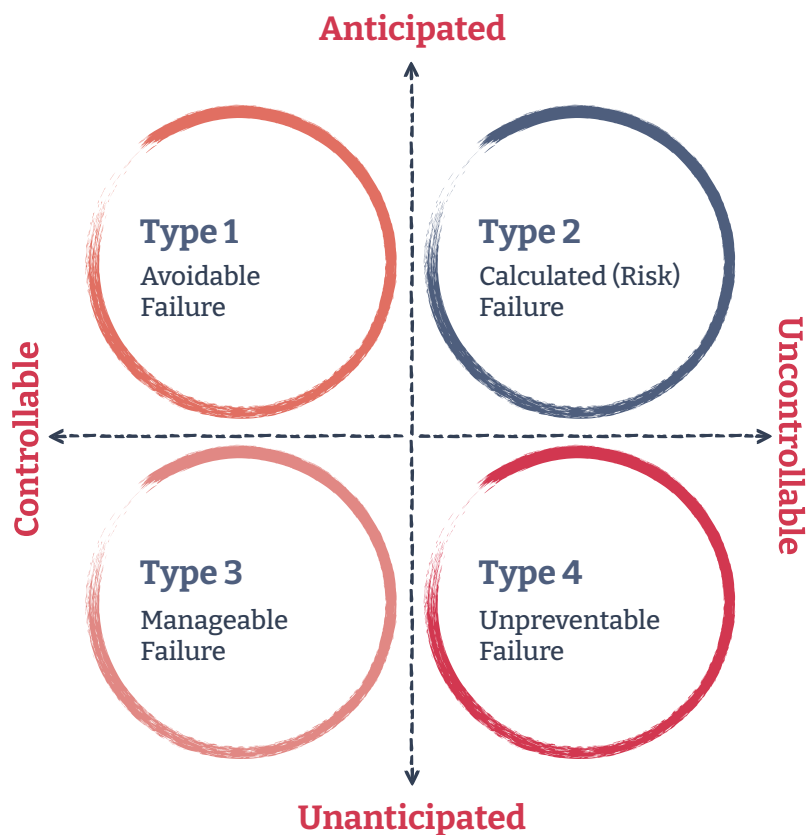 Anticipated
Type 1
Avoidable
Failure
Type 2
Calculated (Risk)
Failure
Controllable
Uncontrollable
Type 3
Manageable
Failure
Type 4
Unpreventable
Failure
Unanticipated